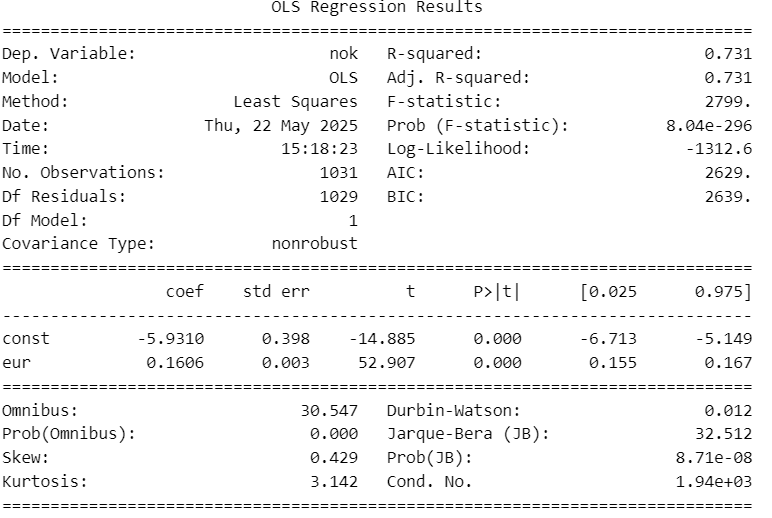 OLS Regression Results
==============================================================================
Dep. Variable:                    nok   R-squared:                       0.731
Model:                            OLS   Adj. R-squared:                  0.731
Method:                 Least Squares   F-statistic:                     2799.
Date:                Thu, 22 May 2025   Prob (F-statistic):          8.04e-296
Time:                        15:18:23   Log-Likelihood:                -1312.6
No. Observations:                1031   AIC:                             2629.
Df Residuals:                    1029   BIC:                             2639.
Df Model:                           1
Covariance Type:            nonrobust
==============================================================================
                 coef    std err          t      P>|t|      [0.025      0.975]
------------------------------------------------------------------------------
const         -5.9310      0.398    -14.885      0.000      -6.713      -5.149
eur            0.1606      0.003     52.907      0.000       0.155       0.167
==============================================================================
Omnibus:                       30.547   Durbin-Watson:                   0.012
Prob(Omnibus):                  0.000   Jarque-Bera (JB):               32.512
Skew:                           0.429   Prob(JB):                     8.71e-08
Kurtosis:                       3.142   Cond. No.                     1.94e+03
==============================================================================